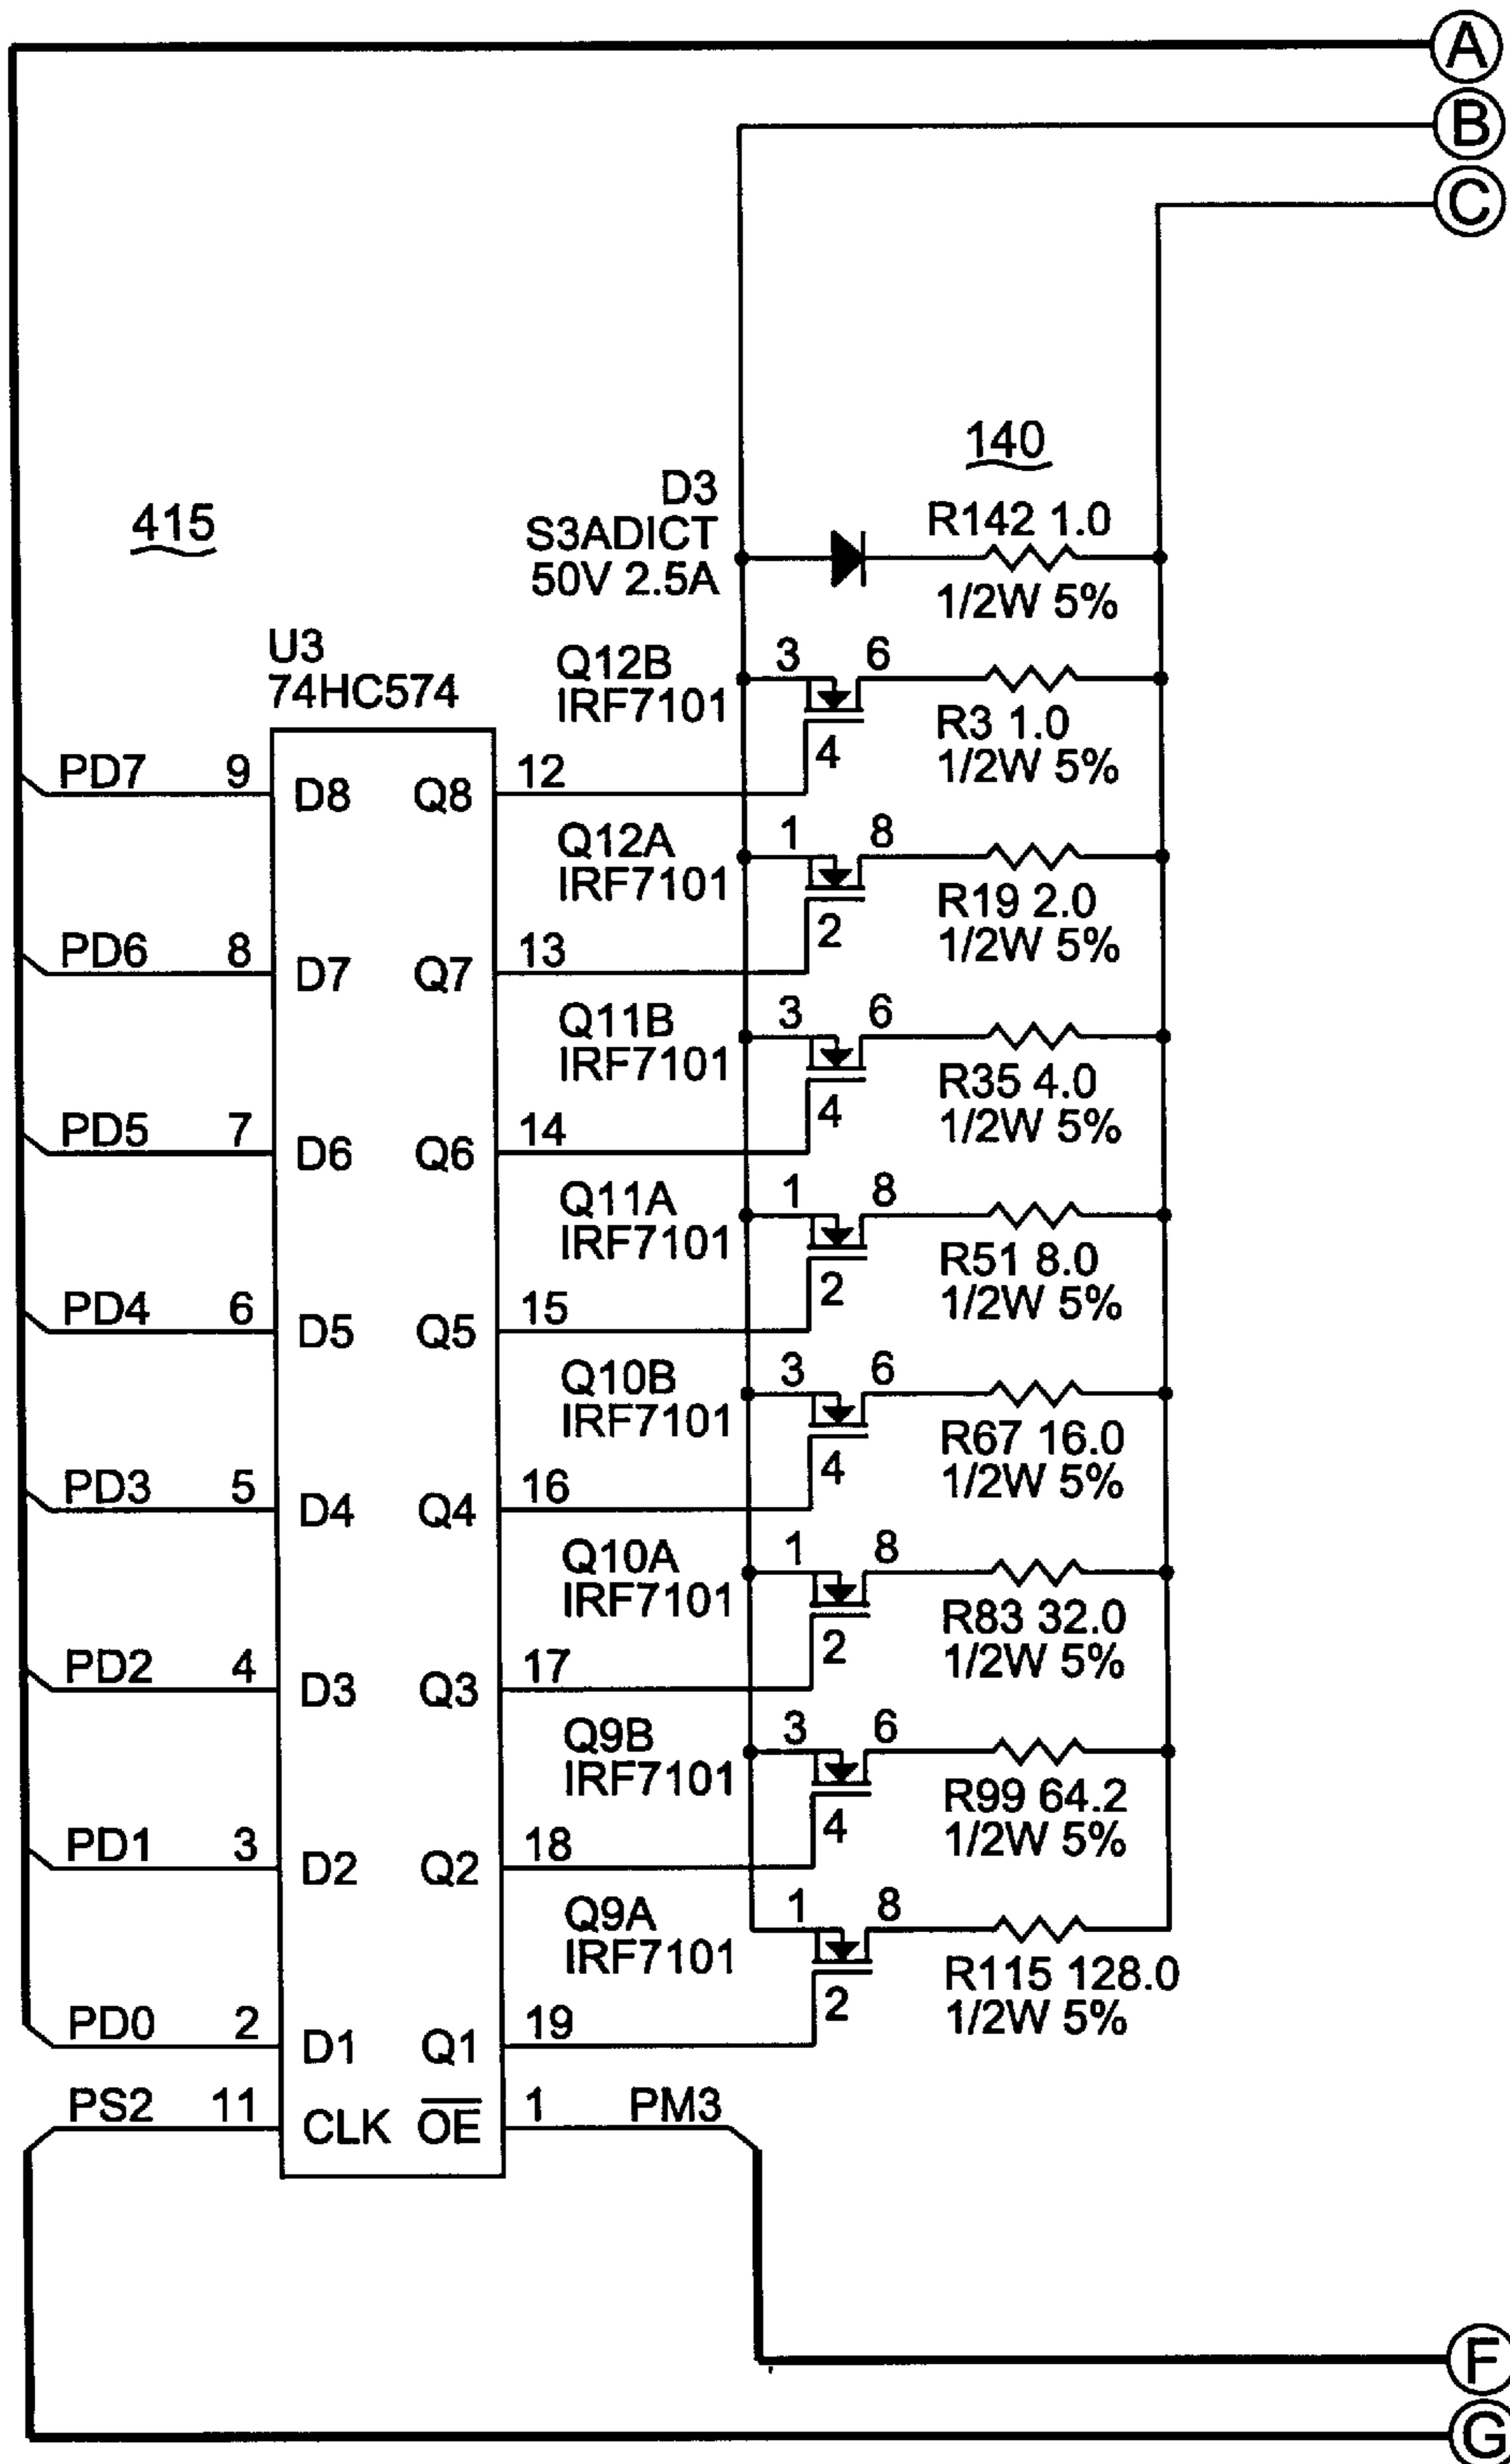 A
B
C
140
415
D3
S3ADICT
50V 2.5A
R142 1.0
1/2W 5%
U3
74HC574
Q12B
IRF7101
3 6
4
R3 1.0
1/2W 5%
PD7 9 D8 Q8 12
Q12A
IRF7101
1 8
2
R19 2.0
1/2W 5%
PD6 8 D7 Q7 13
Q11B
IRF7101
3 6
4
R35 4.0
1/2W 5%
PD5 7 D6 Q6 14
Q11A
IRF7101
1 8
2
R51 8.0
1/2W 5%
PD4 6 D5 Q5 15
Q10B
IRF7101
3 6
4
R67 16.0
1/2W 5%
PD3 5 D4 Q4 16
Q10A
IRF7101
1 8
2
R83 32.0
1/2W 5%
PD2 4 D3 Q3 17
Q9B
IRF7101
3 6
4
R99 64.2
1/2W 5%
PD1 3 D2 Q2 18
Q9A
IRF7101
1 8
2
R115 128.0
1/2W 5%
PD0 2 D1 Q1 19
PS2 11 CLK OE 1 PM3
F
G